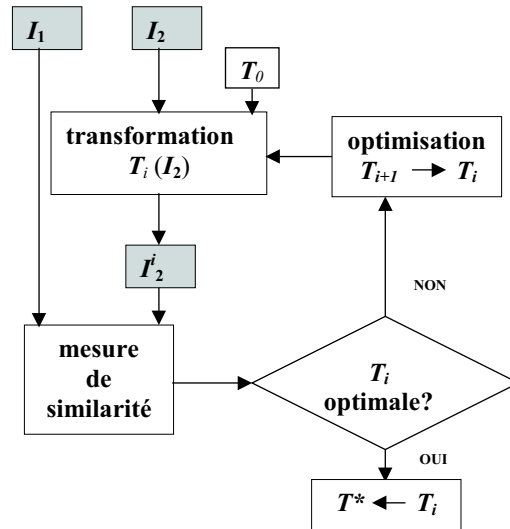 I₁
I₂
T₀
transformation
Tᵢ (I₂)
optimisation
Tᵢ₊₁ → Tᵢ
I₂ⁱ
NON
mesure
de
similarité
Tᵢ
optimale?
OUI
T* ← Tᵢ